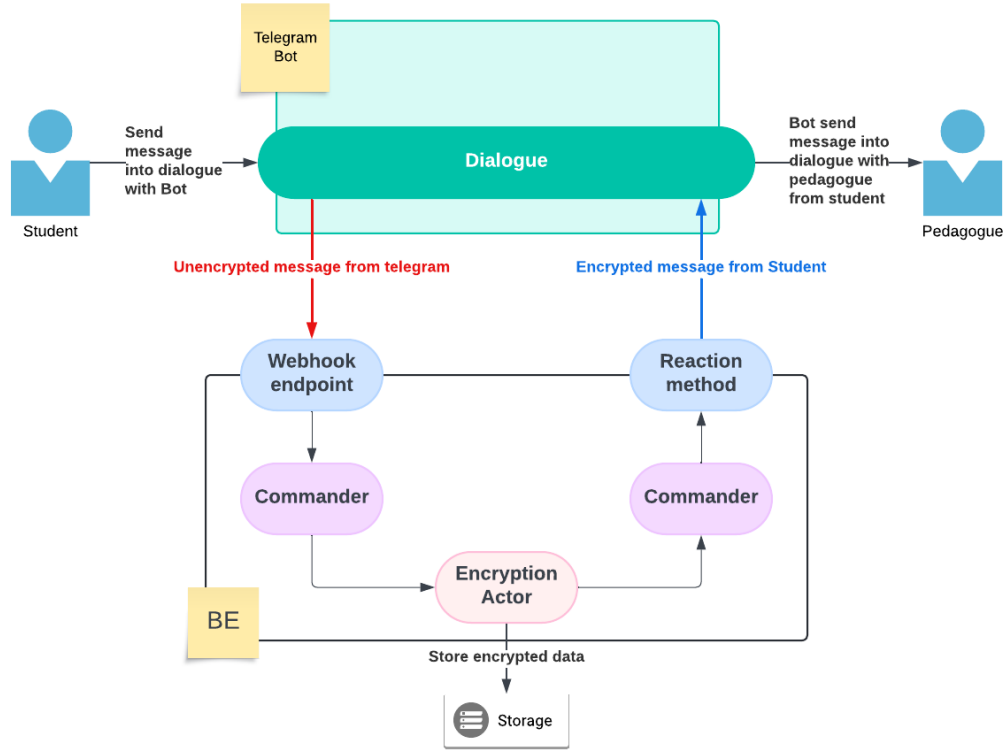 Telegram
Bot
Send
message
into dialogue
with Bot
Dialogue
Bot send
message into
dialogue with
pedagogue
from student
Student
Pedagogue
Unencrypted message from telegram
Encrypted message from Student
Webhook
endpoint
Reaction
method
Commander
Commander
Encryption
Actor
BE
Store encrypted data
Storage